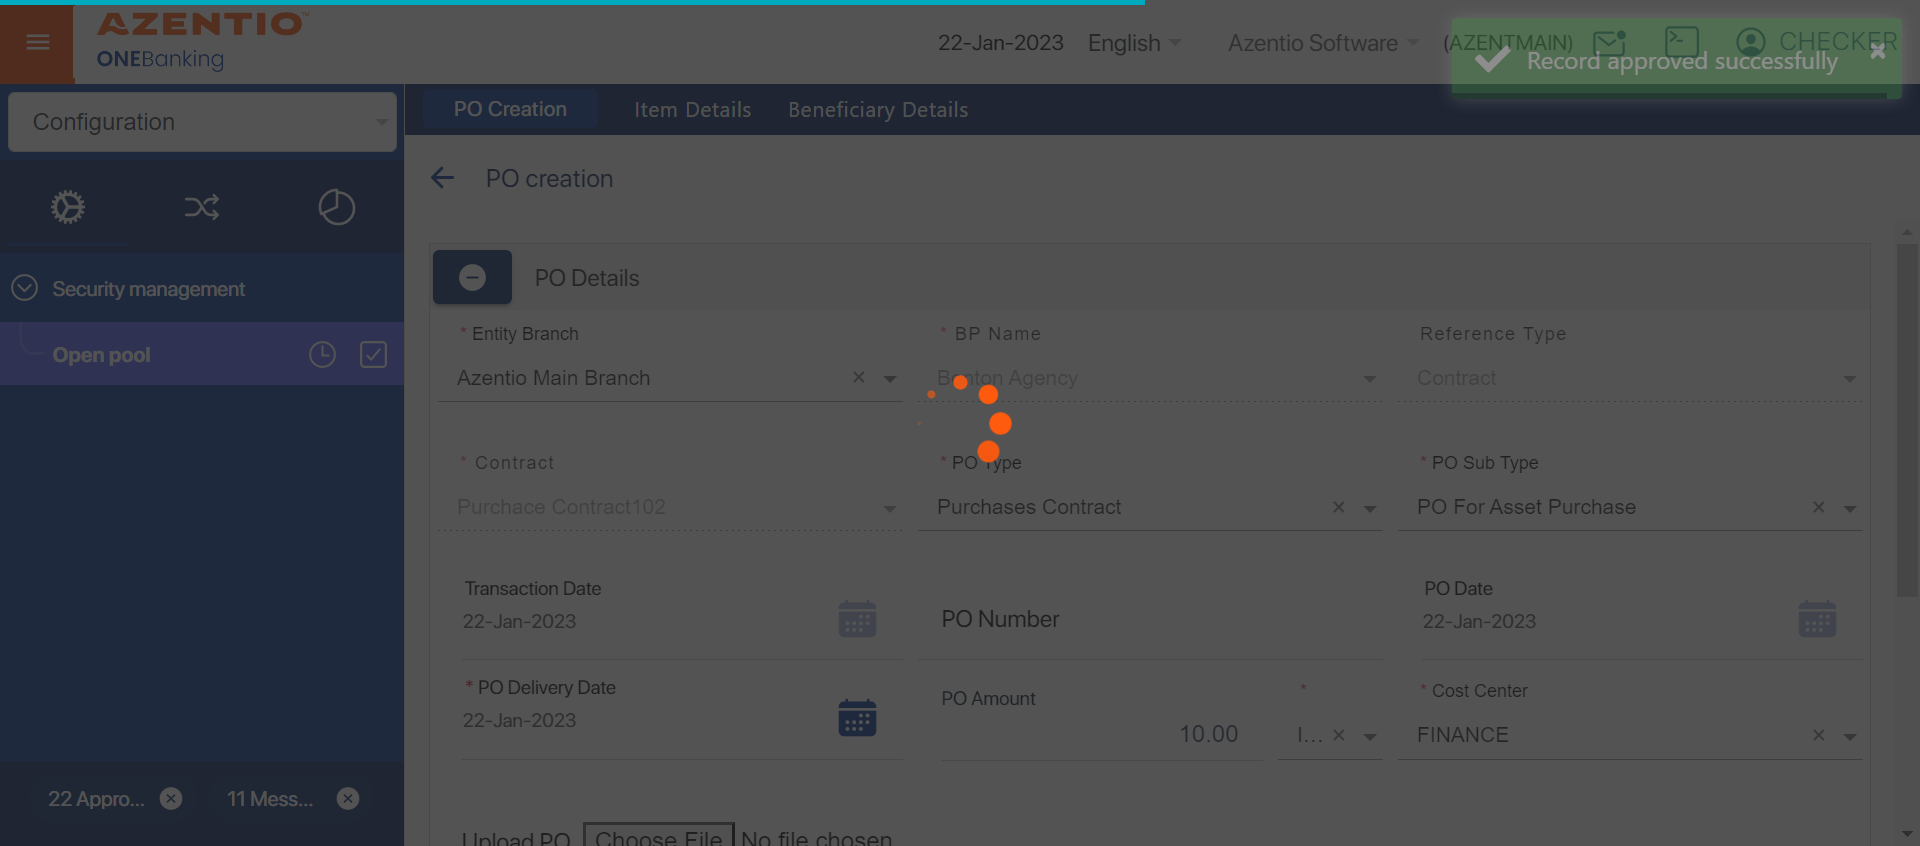 AZENTIO
ONEBanking
22-Jan-2023
English
Azentio Software
(AZENTMAIN)
CHECKER
Record approved successfully
Configuration
PO Creation
Item Details
Beneficiary Details
PO creation
Security management
Open pool
PO Details
* Entity Branch
* BP Name
Reference Type
Azentio Main Branch
Banton Agency
Contract
* Contract
* PO Type
* PO Sub Type
Purchace Contract102
Purchases Contract
PO For Asset Purchase
Transaction Date
PO Date
22-Jan-2023
PO Number
22-Jan-2023
* PO Delivery Date
PO Amount
*
* Cost Center
22-Jan-2023
10.00
I...
FINANCE
22 Appro...
11 Mess...
Upload PO
Choose File
No file chosen